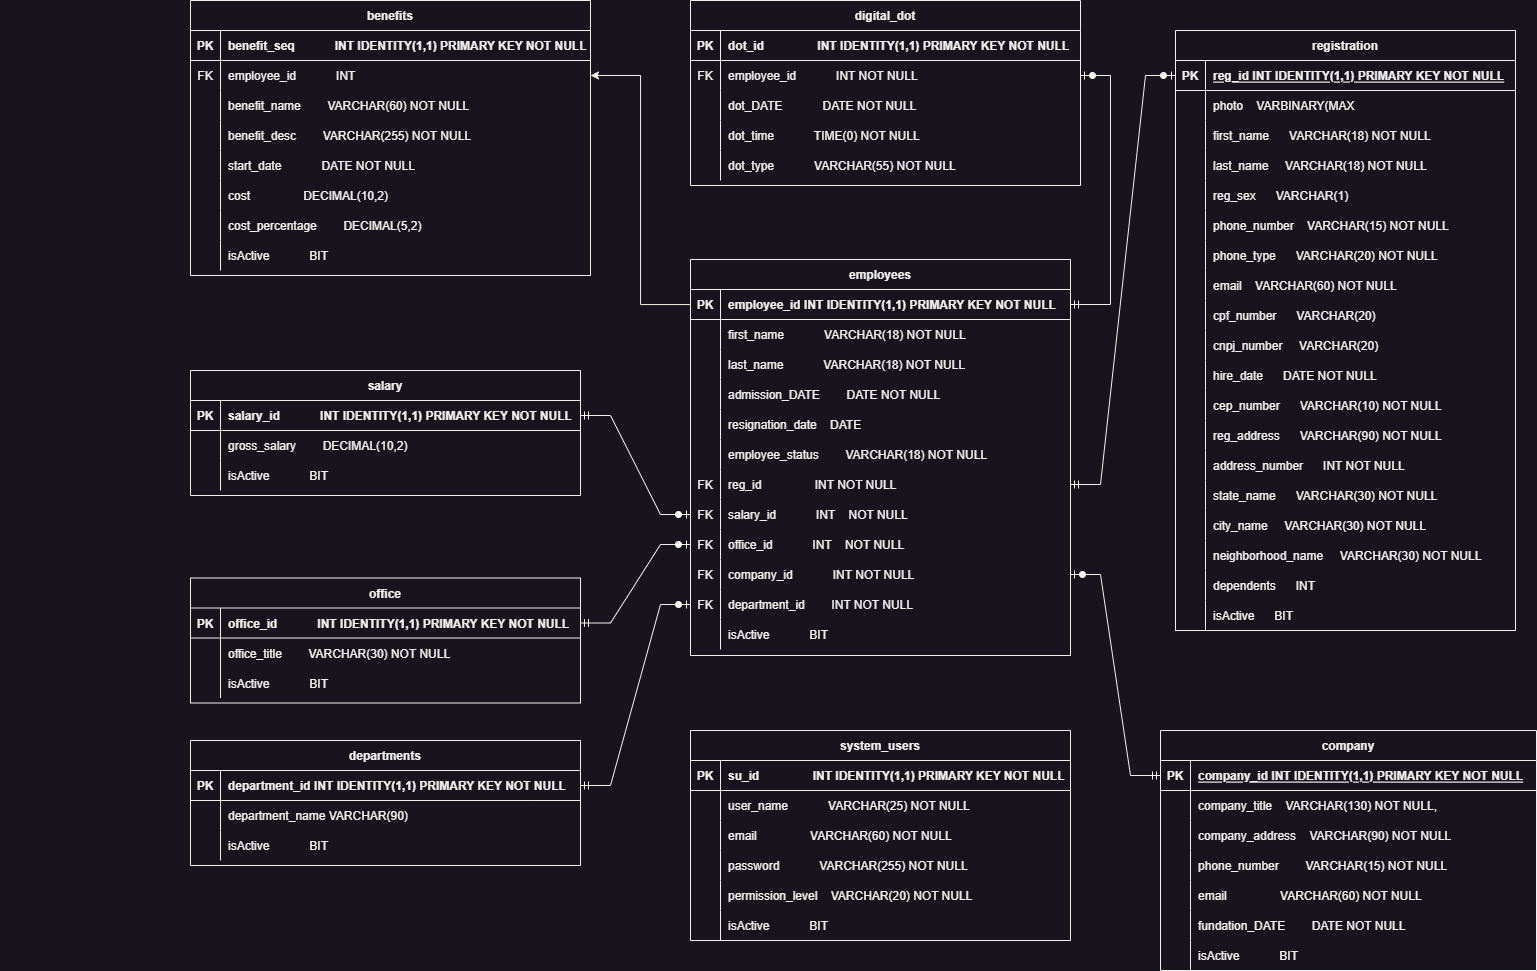 benefits
PK benefit_seq INT IDENTITY(1,1) PRIMARY KEY NOT NULL
FK employee_id INT
benefit_name VARCHAR(60) NOT NULL
benefit_desc VARCHAR(255) NOT NULL
start_date DATE NOT NULL
cost DECIMAL(10,2)
cost_percentage DECIMAL(5,2)
isActive BIT
digital_dot
PK dot_id INT IDENTITY(1,1) PRIMARY KEY NOT NULL
FK employee_id INT NOT NULL
dot_DATE DATE NOT NULL
dot_time TIME(0) NOT NULL
dot_type VARCHAR(55) NOT NULL
registration
PK reg_id INT IDENTITY(1,1) PRIMARY KEY NOT NULL
photo VARBINARY(MAX
first_name VARCHAR(18) NOT NULL
last_name VARCHAR(18) NOT NULL
reg_sex VARCHAR(1)
phone_number VARCHAR(15) NOT NULL
phone_type VARCHAR(20) NOT NULL
email VARCHAR(60) NOT NULL
cpf_number VARCHAR(20)
cnpj_number VARCHAR(20)
hire_date DATE NOT NULL
cep_number VARCHAR(10) NOT NULL
reg_address VARCHAR(90) NOT NULL
address_number INT NOT NULL
state_name VARCHAR(30) NOT NULL
city_name VARCHAR(30) NOT NULL
neighborhood_name VARCHAR(30) NOT NULL
dependents INT
isActive BIT
employees
PK employee_id INT IDENTITY(1,1) PRIMARY KEY NOT NULL
first_name VARCHAR(18) NOT NULL
last_name VARCHAR(18) NOT NULL
admission_DATE DATE NOT NULL
resignation_date DATE
employee_status VARCHAR(18) NOT NULL
FK reg_id INT NOT NULL
FK salary_id INT NOT NULL
FK office_id INT NOT NULL
FK company_id INT NOT NULL
FK department_id INT NOT NULL
isActive BIT
salary
PK salary_id INT IDENTITY(1,1) PRIMARY KEY NOT NULL
gross_salary DECIMAL(10,2)
isActive BIT
office
PK office_id INT IDENTITY(1,1) PRIMARY KEY NOT NULL
office_title VARCHAR(30) NOT NULL
isActive BIT
departments
PK department_id INT IDENTITY(1,1) PRIMARY KEY NOT NULL
department_name VARCHAR(90)
isActive BIT
system_users
PK su_id INT IDENTITY(1,1) PRIMARY KEY NOT NULL
user_name VARCHAR(25) NOT NULL
email VARCHAR(60) NOT NULL
password VARCHAR(255) NOT NULL
permission_level VARCHAR(20) NOT NULL
isActive BIT
company
PK company_id INT IDENTITY(1,1) PRIMARY KEY NOT NULL
company_title VARCHAR(130) NOT NULL,
company_address VARCHAR(90) NOT NULL
phone_number VARCHAR(15) NOT NULL
email VARCHAR(60) NOT NULL
fundation_DATE DATE NOT NULL
isActive BIT